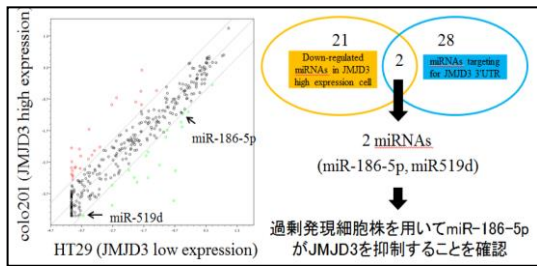 colo201 (JMJD3 high expression)
miR-186-5p
miR-519d
HT29 (JMJD3 low expression)
21
Down-regulated
miRNAs in JMJD3
high expression cell
2
28
miRNAs targeting
for JMJD3 3'UTR
2 miRNAs
(miR-186-5p, miR519d)
過剰発現細胞株を用いてmiR-186-5p
がJMJD3を抑制することを確認